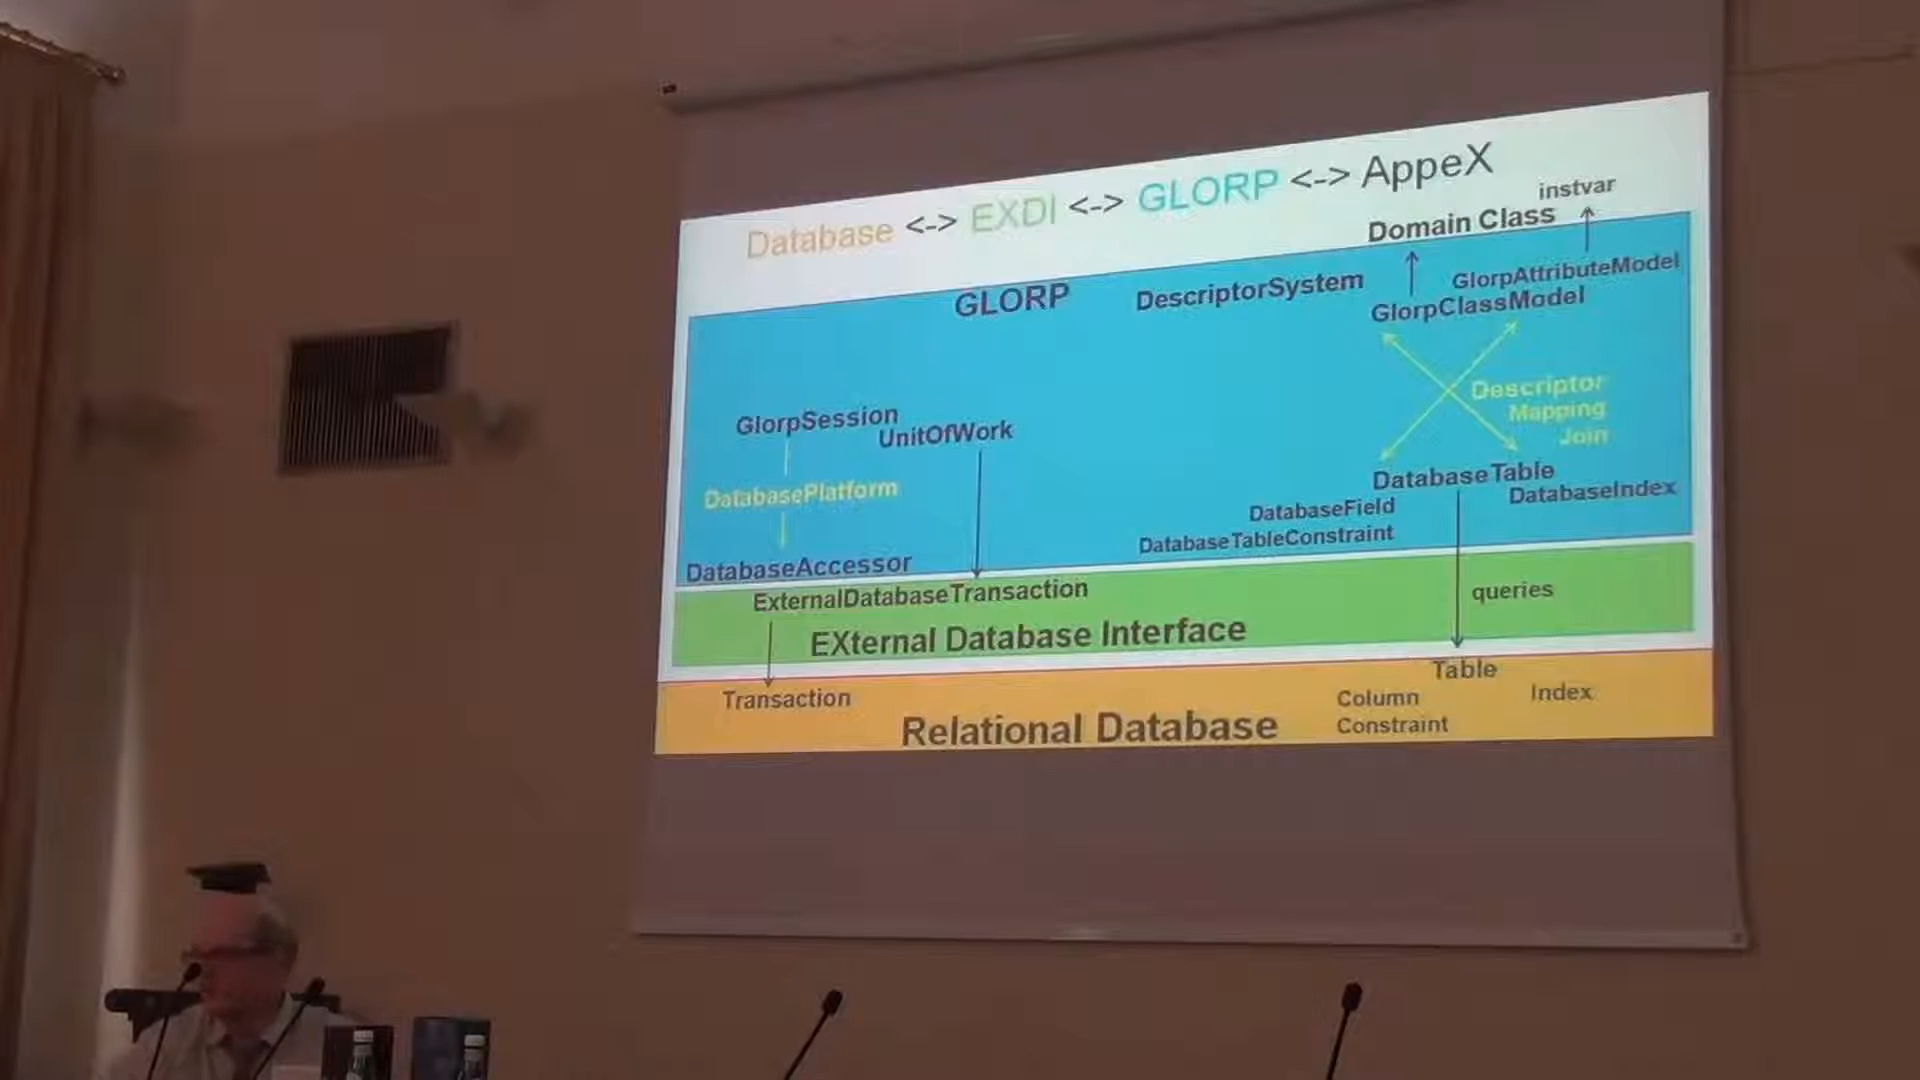 Database <-> EXDI <-> GLORP <-> AppeX
instvar
Domain Class
GLORP
DescriptorSystem
GlorpAttributeModel
GlorpClassModel
Descriptor
Mapping
Join
GlorpSession
UnitOfWork
DatabasePlatform
DatabaseTable
DatabaseIndex
DatabaseField
DatabaseTableConstraint
DatabaseAccessor
ExternalDatabaseTransaction
queries
EXternal Database Interface
Table
Transaction
Column
Index
Constraint
Relational Database